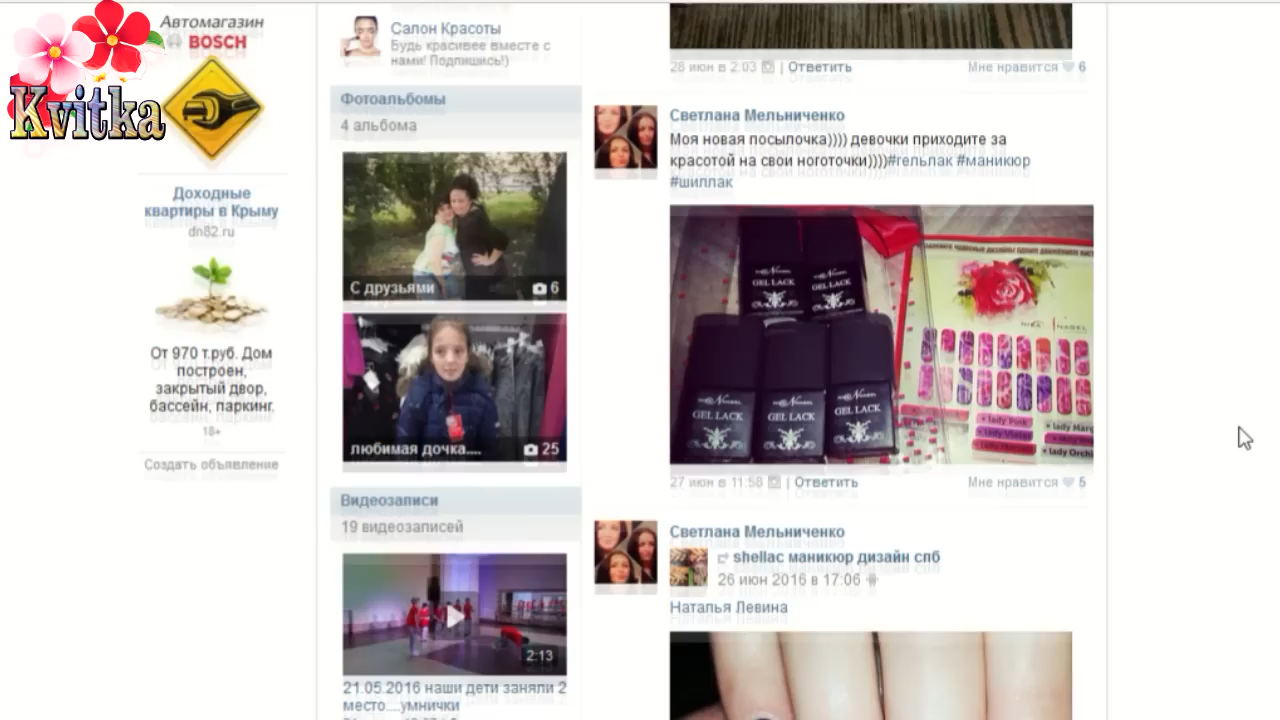 Автомагазин
BOSCH
Kvitka
Доходные
квартиры в Крыму
dn82.ru
От 970 т.руб. Дом
построен,
закрытый двор,
бассейн, паркинг.
18+
Создать объявление
Салон Красоты
Будь красивее вместе с
нами! Подпишись!)
Фотоальбомы
4 альбома
С друзьями 6
любимая дочка.... 25
Видеозаписи
19 видеозаписей
2:13
21.05.2016 наши дети заняли 2
место....умнички
28 июн в 2:03 | Ответить Мне нравится 6
Светлана Мельниченко
Моя новая посылочка)))) девочки приходите за
красотой на свои ноготочки))))#гельлак #маникюр
#шиллак
GEL LACK
GEL LACK
GEL LACK
GEL LACK
GEL LACK
lady Pink
27 июн в 11:58 | Ответить Мне нравится 5
Светлана Мельниченко
shellac маникюр дизайн спб
26 июн 2016 в 17:06
Наталья Левина